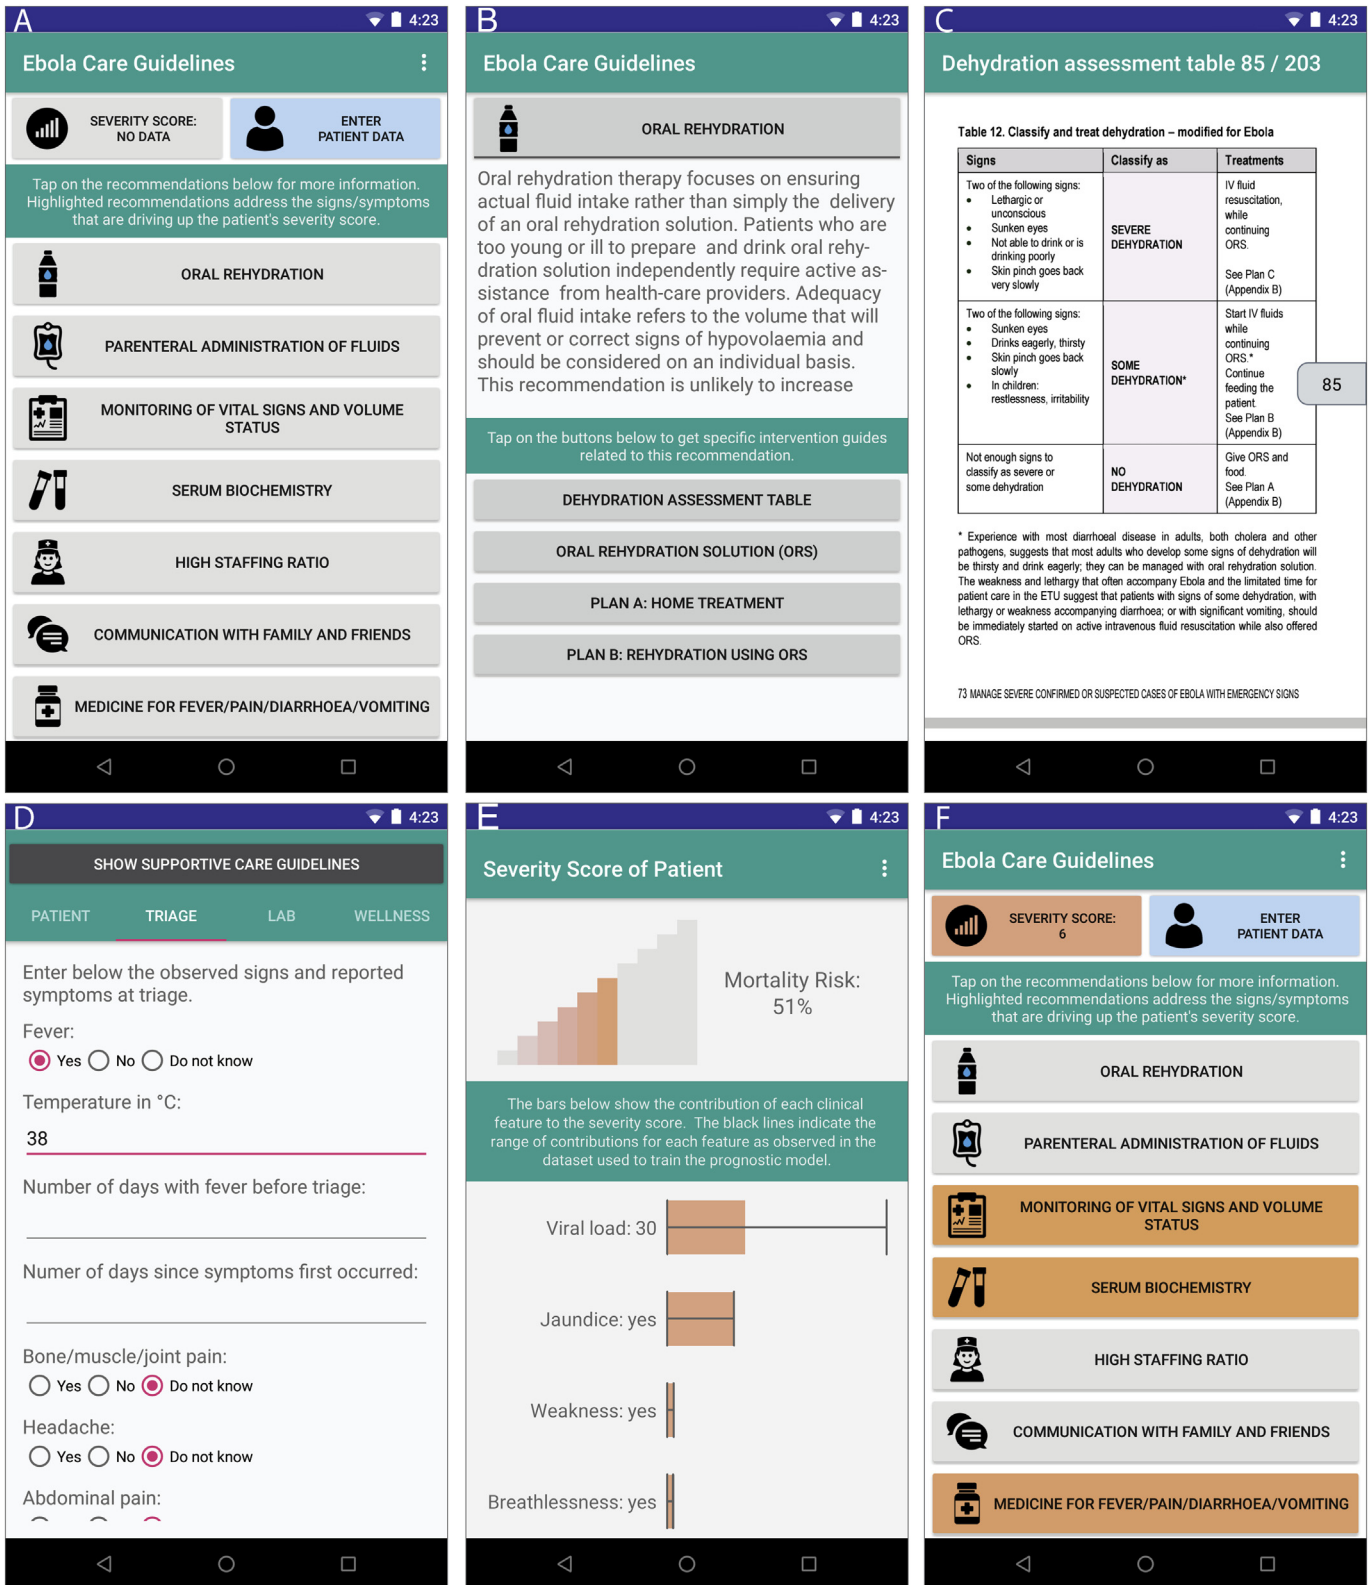 A
4:23
Ebola Care Guidelines
SEVERITY SCORE:
NO DATA
ENTER
PATIENT DATA
Tap on the recommendations below for more information.
Highlighted recommendations address the signs/symptoms
that are driving up the patient's severity score.
ORAL REHYDRATION
PARENTERAL ADMINISTRATION OF FLUIDS
MONITORING OF VITAL SIGNS AND VOLUME
STATUS
SERUM BIOCHEMISTRY
HIGH STAFFING RATIO
COMMUNICATION WITH FAMILY AND FRIENDS
MEDICINE FOR FEVER/PAIN/DIARRHOEA/VOMITING
B
4:23
Ebola Care Guidelines
ORAL REHYDRATION
Oral rehydration therapy focuses on ensuring
actual fluid intake rather than simply the delivery
of an oral rehydration solution. Patients who are
too young or ill to prepare and drink oral rehy-
dration solution independently require active as-
sistance from health-care providers. Adequacy
of oral fluid intake refers to the volume that will
prevent or correct signs of hypovolaemia and
should be considered on an individual basis.
This recommendation is unlikely to increase
Tap on the buttons below to get specific intervention guides
related to this recommendation.
DEHYDRATION ASSESSMENT TABLE
ORAL REHYDRATION SOLUTION (ORS)
PLAN A: HOME TREATMENT
PLAN B: REHYDRATION USING ORS
C
4:23
Dehydration assessment table 85 / 203
Table 12. Classify and treat dehydration – modified for Ebola
Signs
Classify as
Treatments
Two of the following signs:
• Lethargic or
unconscious
• Sunken eyes
• Not able to drink or is
drinking poorly
• Skin pinch goes back
very slowly
SEVERE
DEHYDRATION
IV fluid
resuscitation,
while
continuing
ORS.
See Plan C
(Appendix B)
Two of the following signs:
• Sunken eyes
• Drinks eagerly, thirsty
• Skin pinch goes back
slowly
• In children:
restlessness, irritability
SOME
DEHYDRATION*
Start IV fluids
while
continuing
ORS.*
Continue
feeding the
patient.
See Plan B
(Appendix B)
85
Not enough signs to
classify as severe or
some dehydration
NO
DEHYDRATION
Give ORS and
food.
See Plan A
(Appendix B)
* Experience with most diarrhoeal disease in adults, both cholera and other
pathogens, suggests that most adults who develop some signs of dehydration will
be thirsty and drink eagerly; they can be managed with oral rehydration solution.
The weakness and lethargy that often accompany Ebola and the limitated time for
patient care in the ETU suggest that patients with signs of some dehydration, with
lethargy or weakness accompanying diarrhoea; or with significant vomiting, should
be immediately started on active intravenous fluid resuscitation while also offered
ORS.
73 MANAGE SEVERE CONFIRMED OR SUSPECTED CASES OF EBOLA WITH EMERGENCY SIGNS
D
4:23
SHOW SUPPORTIVE CARE GUIDELINES
PATIENT TRIAGE LAB WELLNESS
Enter below the observed signs and reported
symptoms at triage.
Fever:
Yes No Do not know
Temperature in °C:
38
Number of days with fever before triage:
Numer of days since symptoms first occurred:
Bone/muscle/joint pain:
Yes No Do not know
Headache:
Yes No Do not know
Abdominal pain:
E
4:23
Severity Score of Patient
Mortality Risk:
51%
The bars below show the contribution of each clinical
feature to the severity score. The black lines indicate the
range of contributions for each feature as observed in the
dataset used to train the prognostic model.
Viral load: 30
Jaundice: yes
Weakness: yes
Breathlessness: yes
F
4:23
Ebola Care Guidelines
SEVERITY SCORE:
6
ENTER
PATIENT DATA
Tap on the recommendations below for more information.
Highlighted recommendations address the signs/symptoms
that are driving up the patient's severity score.
ORAL REHYDRATION
PARENTERAL ADMINISTRATION OF FLUIDS
MONITORING OF VITAL SIGNS AND VOLUME
STATUS
SERUM BIOCHEMISTRY
HIGH STAFFING RATIO
COMMUNICATION WITH FAMILY AND FRIENDS
MEDICINE FOR FEVER/PAIN/DIARRHOEA/VOMITING